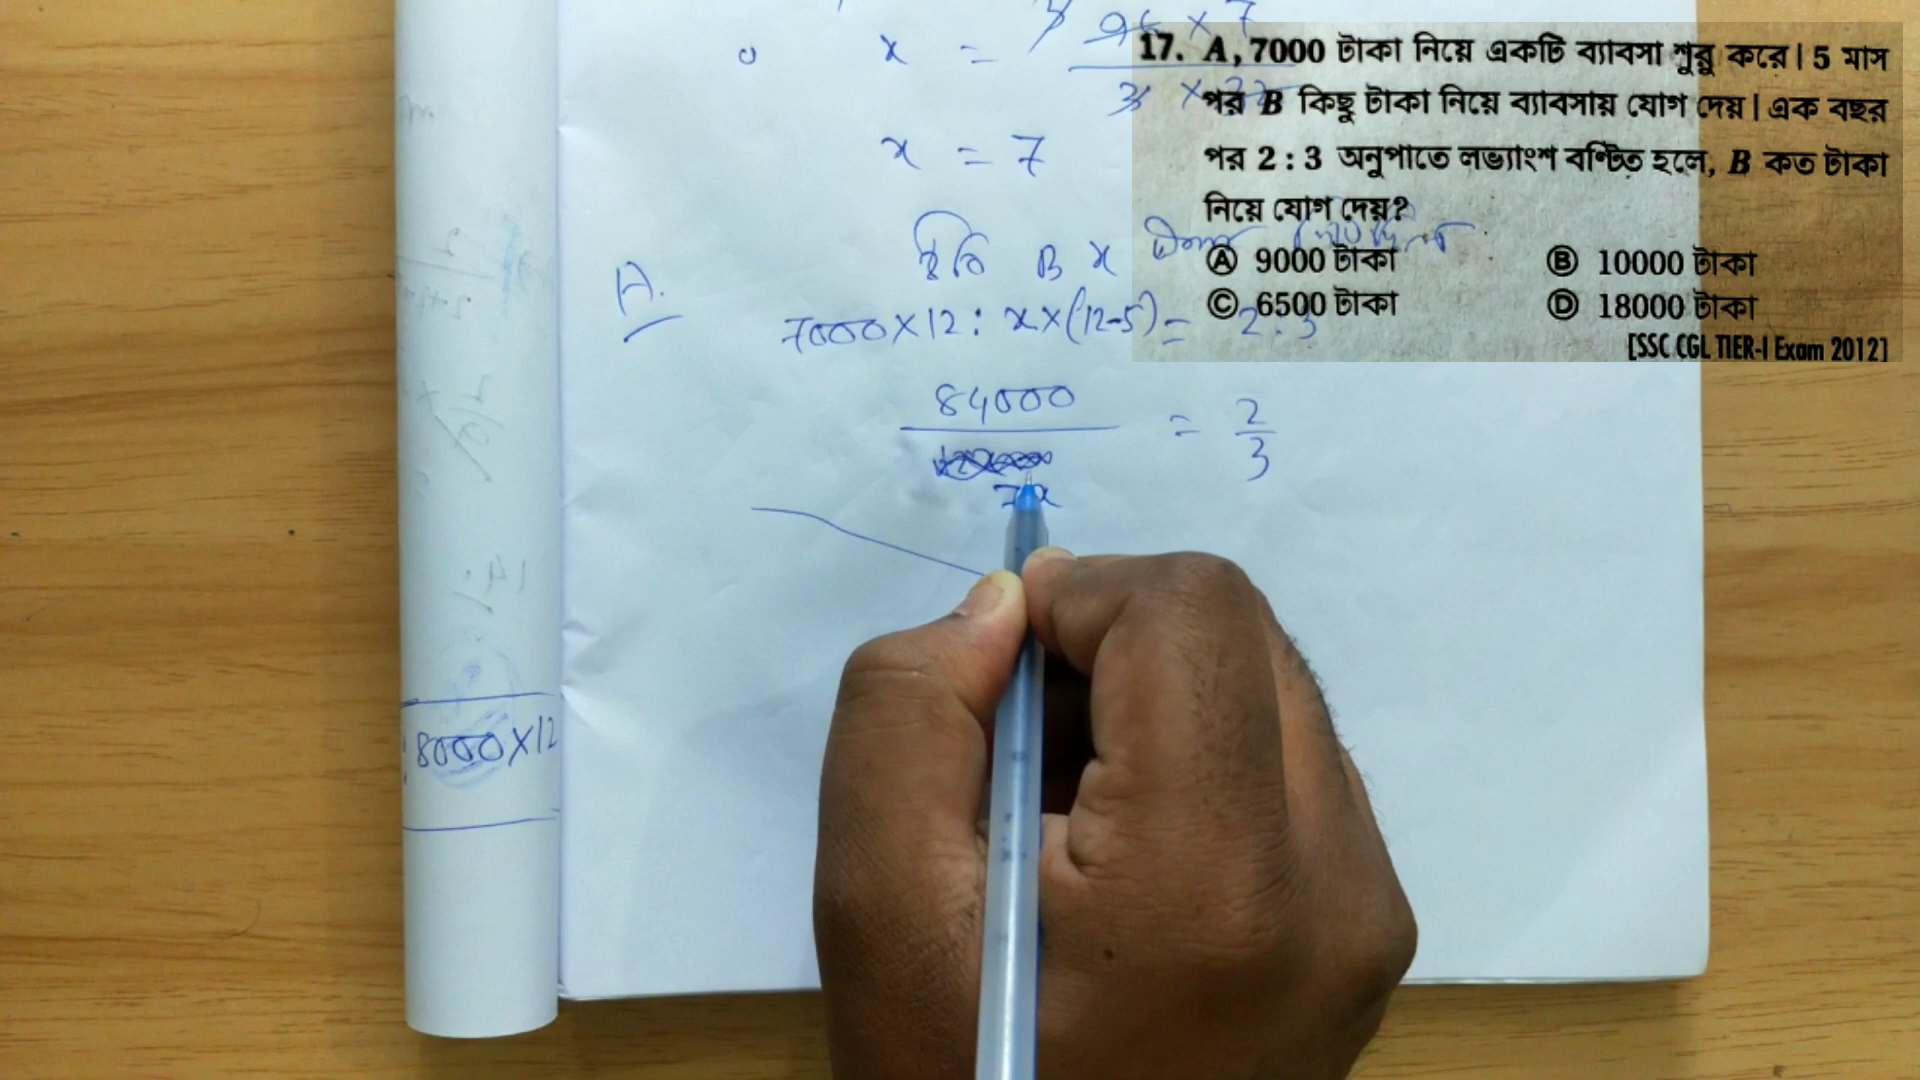 x = 96 × 7
17. A, 7000 টাকা নিয়ে একটি ব্যাবসা শুরু করে। 5 মাস
পর B কিছু টাকা নিয়ে ব্যাবসায় যোগ দেয়। এক বছর
পর 2 : 3 অনুপাতে লভ্যাংশ বণ্টিত হলে, B কত টাকা
নিয়ে যোগ দেয়?
Ⓐ 9000 টাকা Ⓑ 10000 টাকা
Ⓒ 6500 টাকা Ⓓ 18000 টাকা
[SSC CGL TIER-I Exam 2012]
x = 7
ধরি B x
A.
7000×12 : x×(12-5) = 2 : 3
84000 = 2
7x 3
8000×12